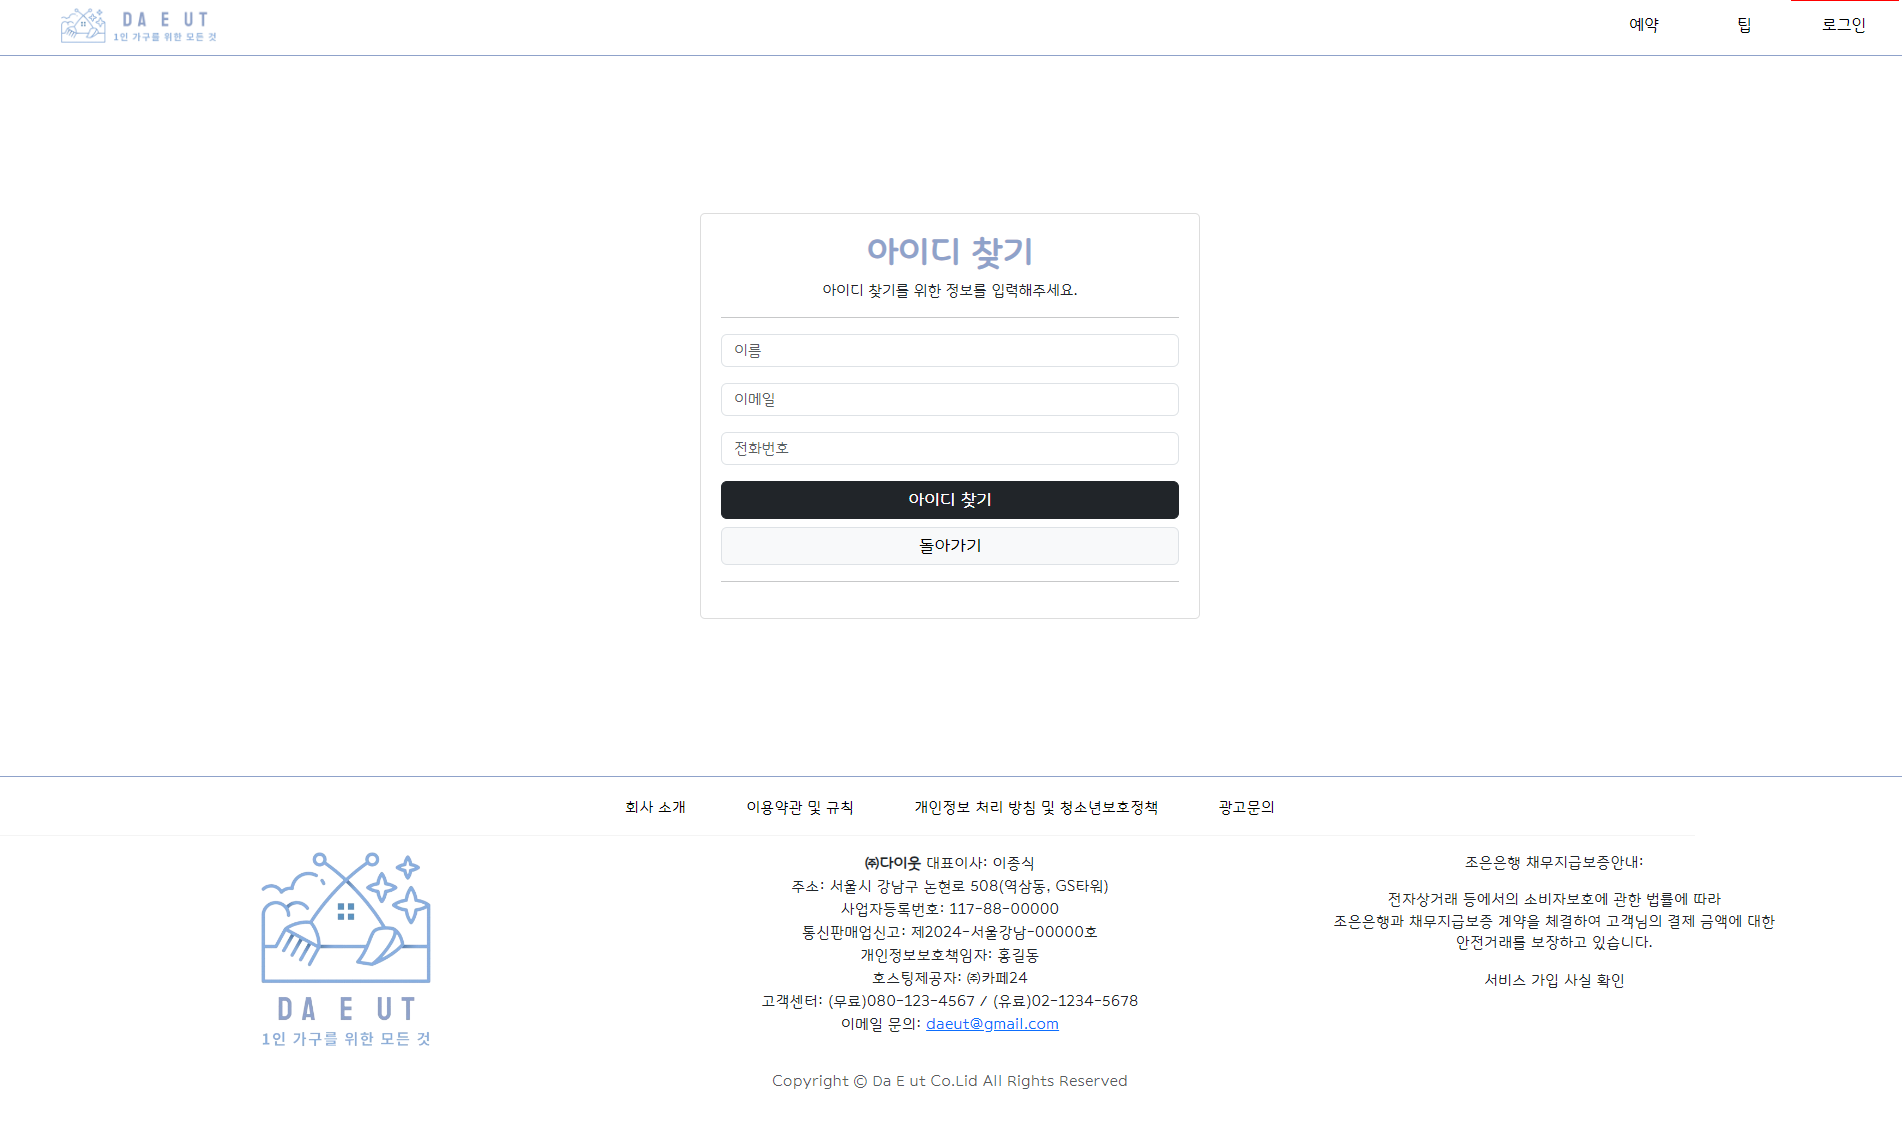 DA E UT
1인 가구를 위한 모든 것
예약
팁
로그인
아이디 찾기
아이디 찾기를 위한 정보를 입력해주세요.
이름
이메일
전화번호
아이디 찾기
돌아가기
회사 소개
이용약관 및 규칙
개인정보 처리 방침 및 청소년보호정책
광고문의
DA E UT
1인 가구를 위한 모든 것
㈜다이웃 대표이사: 이종식
주소: 서울시 강남구 논현로 508(역삼동, GS타워)
사업자등록번호: 117-88-00000
통신판매업신고: 제2024-서울강남-00000호
개인정보보호책임자: 홍길동
호스팅제공자: ㈜카페24
고객센터: (무료)080-123-4567 / (유료)02-1234-5678
이메일 문의: daeut@gmail.com
조은은행 채무지급보증안내:
전자상거래 등에서의 소비자보호에 관한 법률에 따라
조은은행과 채무지급보증 계약을 체결하여 고객님의 결제 금액에 대한
안전거래를 보장하고 있습니다.
서비스 가입 사실 확인
Copyright © Da E ut Co.Lid All Rights Reserved